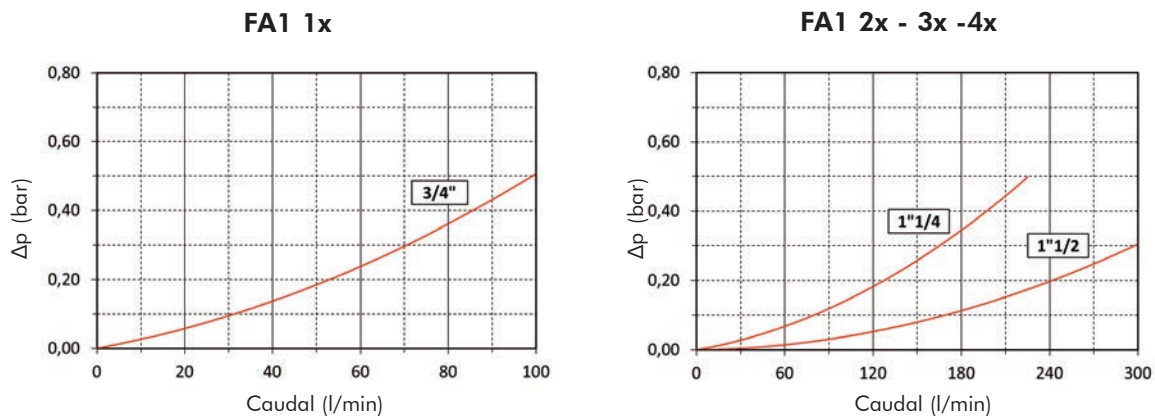 FA1 1x
0,80
0,60
0,40
0,20
0,00
Δp (bar)
3/4"
0 20 40 60 80 100
Caudal (l/min)
FA1 2x - 3x -4x
0,80
0,60
0,40
0,20
0,00
Δp (bar)
1"1/4
1"1/2
0 60 120 180 240 300
Caudal (l/min)